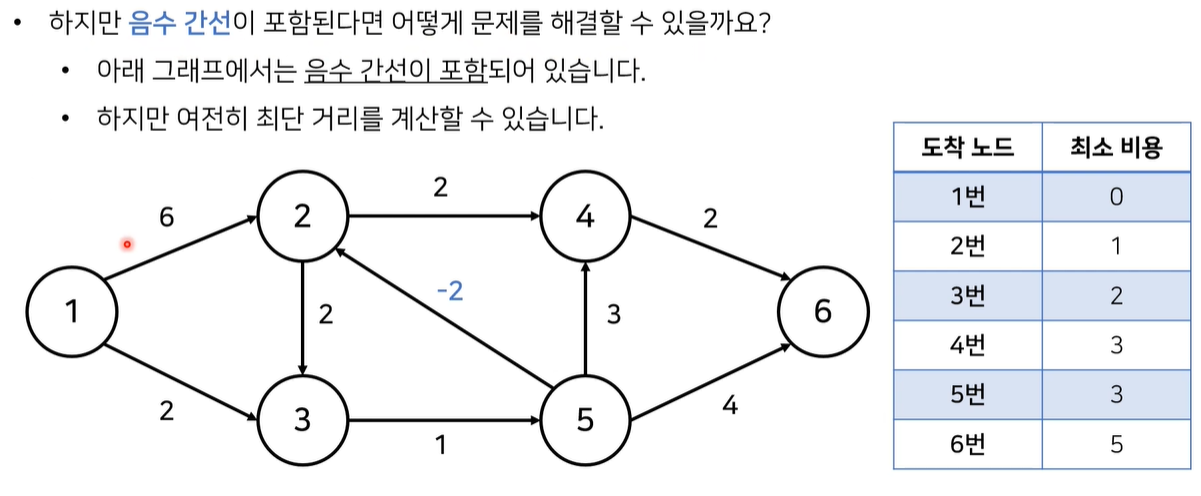 • 하지만 음수 간선이 포함된다면 어떻게 문제를 해결할 수 있을까요?
• 아래 그래프에서는 음수 간선이 포함되어 있습니다.
• 하지만 여전히 최단 거리를 계산할 수 있습니다.
도착 노드 최소 비용
1번 0
2번 1
3번 2
4번 3
5번 3
6번 5
2
6
2
4
2
1
-2
2
3
6
2
3
5
4
1